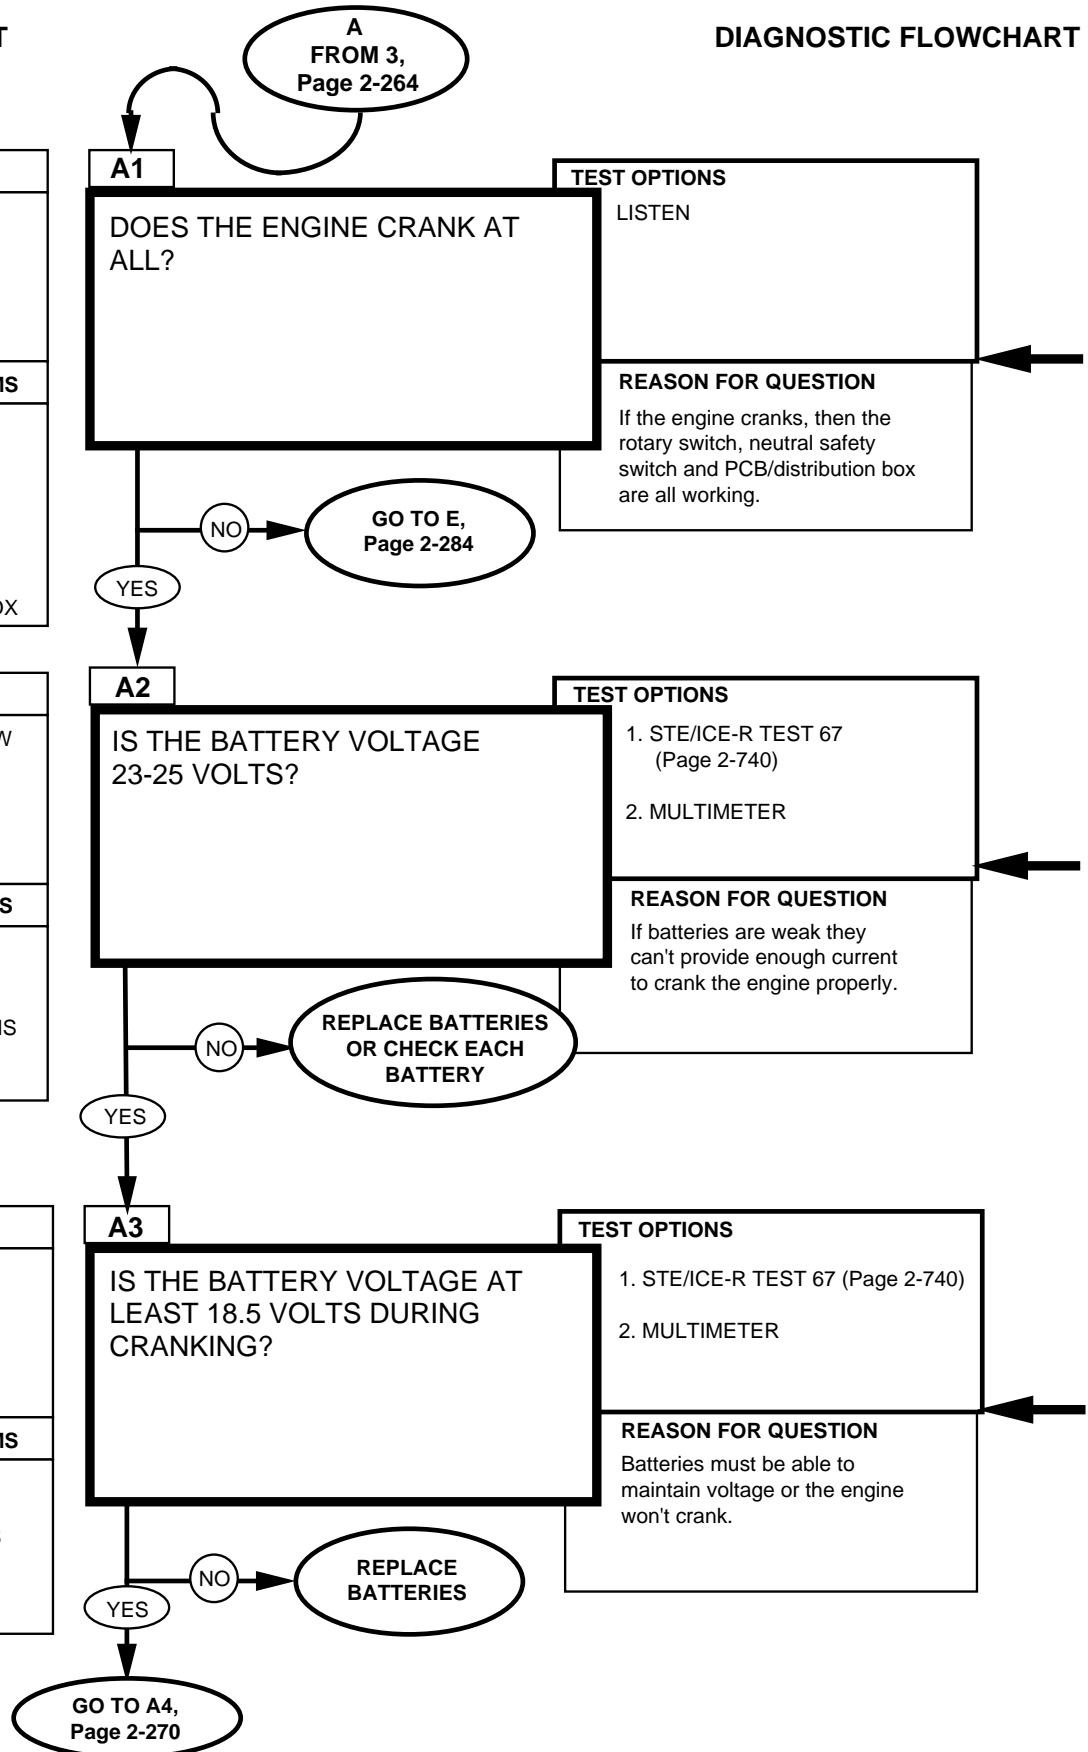 T
DIAGNOSTIC FLOWCHART
A
FROM 3,
Page 2-264
A1
DOES THE ENGINE CRANK AT
ALL?
TEST OPTIONS
LISTEN
REASON FOR QUESTION
If the engine cranks, then the
rotary switch, neutral safety
switch and PCB/distribution box
are all working.
NO
GO TO E,
Page 2-284
YES
MS
OX
A2
IS THE BATTERY VOLTAGE
23-25 VOLTS?
TEST OPTIONS
1. STE/ICE-R TEST 67
(Page 2-740)
2. MULTIMETER
REASON FOR QUESTION
If batteries are weak they
can't provide enough current
to crank the engine properly.
NO
REPLACE BATTERIES
OR CHECK EACH
BATTERY
YES
W
S
A3
IS THE BATTERY VOLTAGE AT
LEAST 18.5 VOLTS DURING
CRANKING?
TEST OPTIONS
1. STE/ICE-R TEST 67 (Page 2-740)
2. MULTIMETER
REASON FOR QUESTION
Batteries must be able to
maintain voltage or the engine
won't crank.
NO
REPLACE
BATTERIES
YES
MS
GO TO A4,
Page 2-270